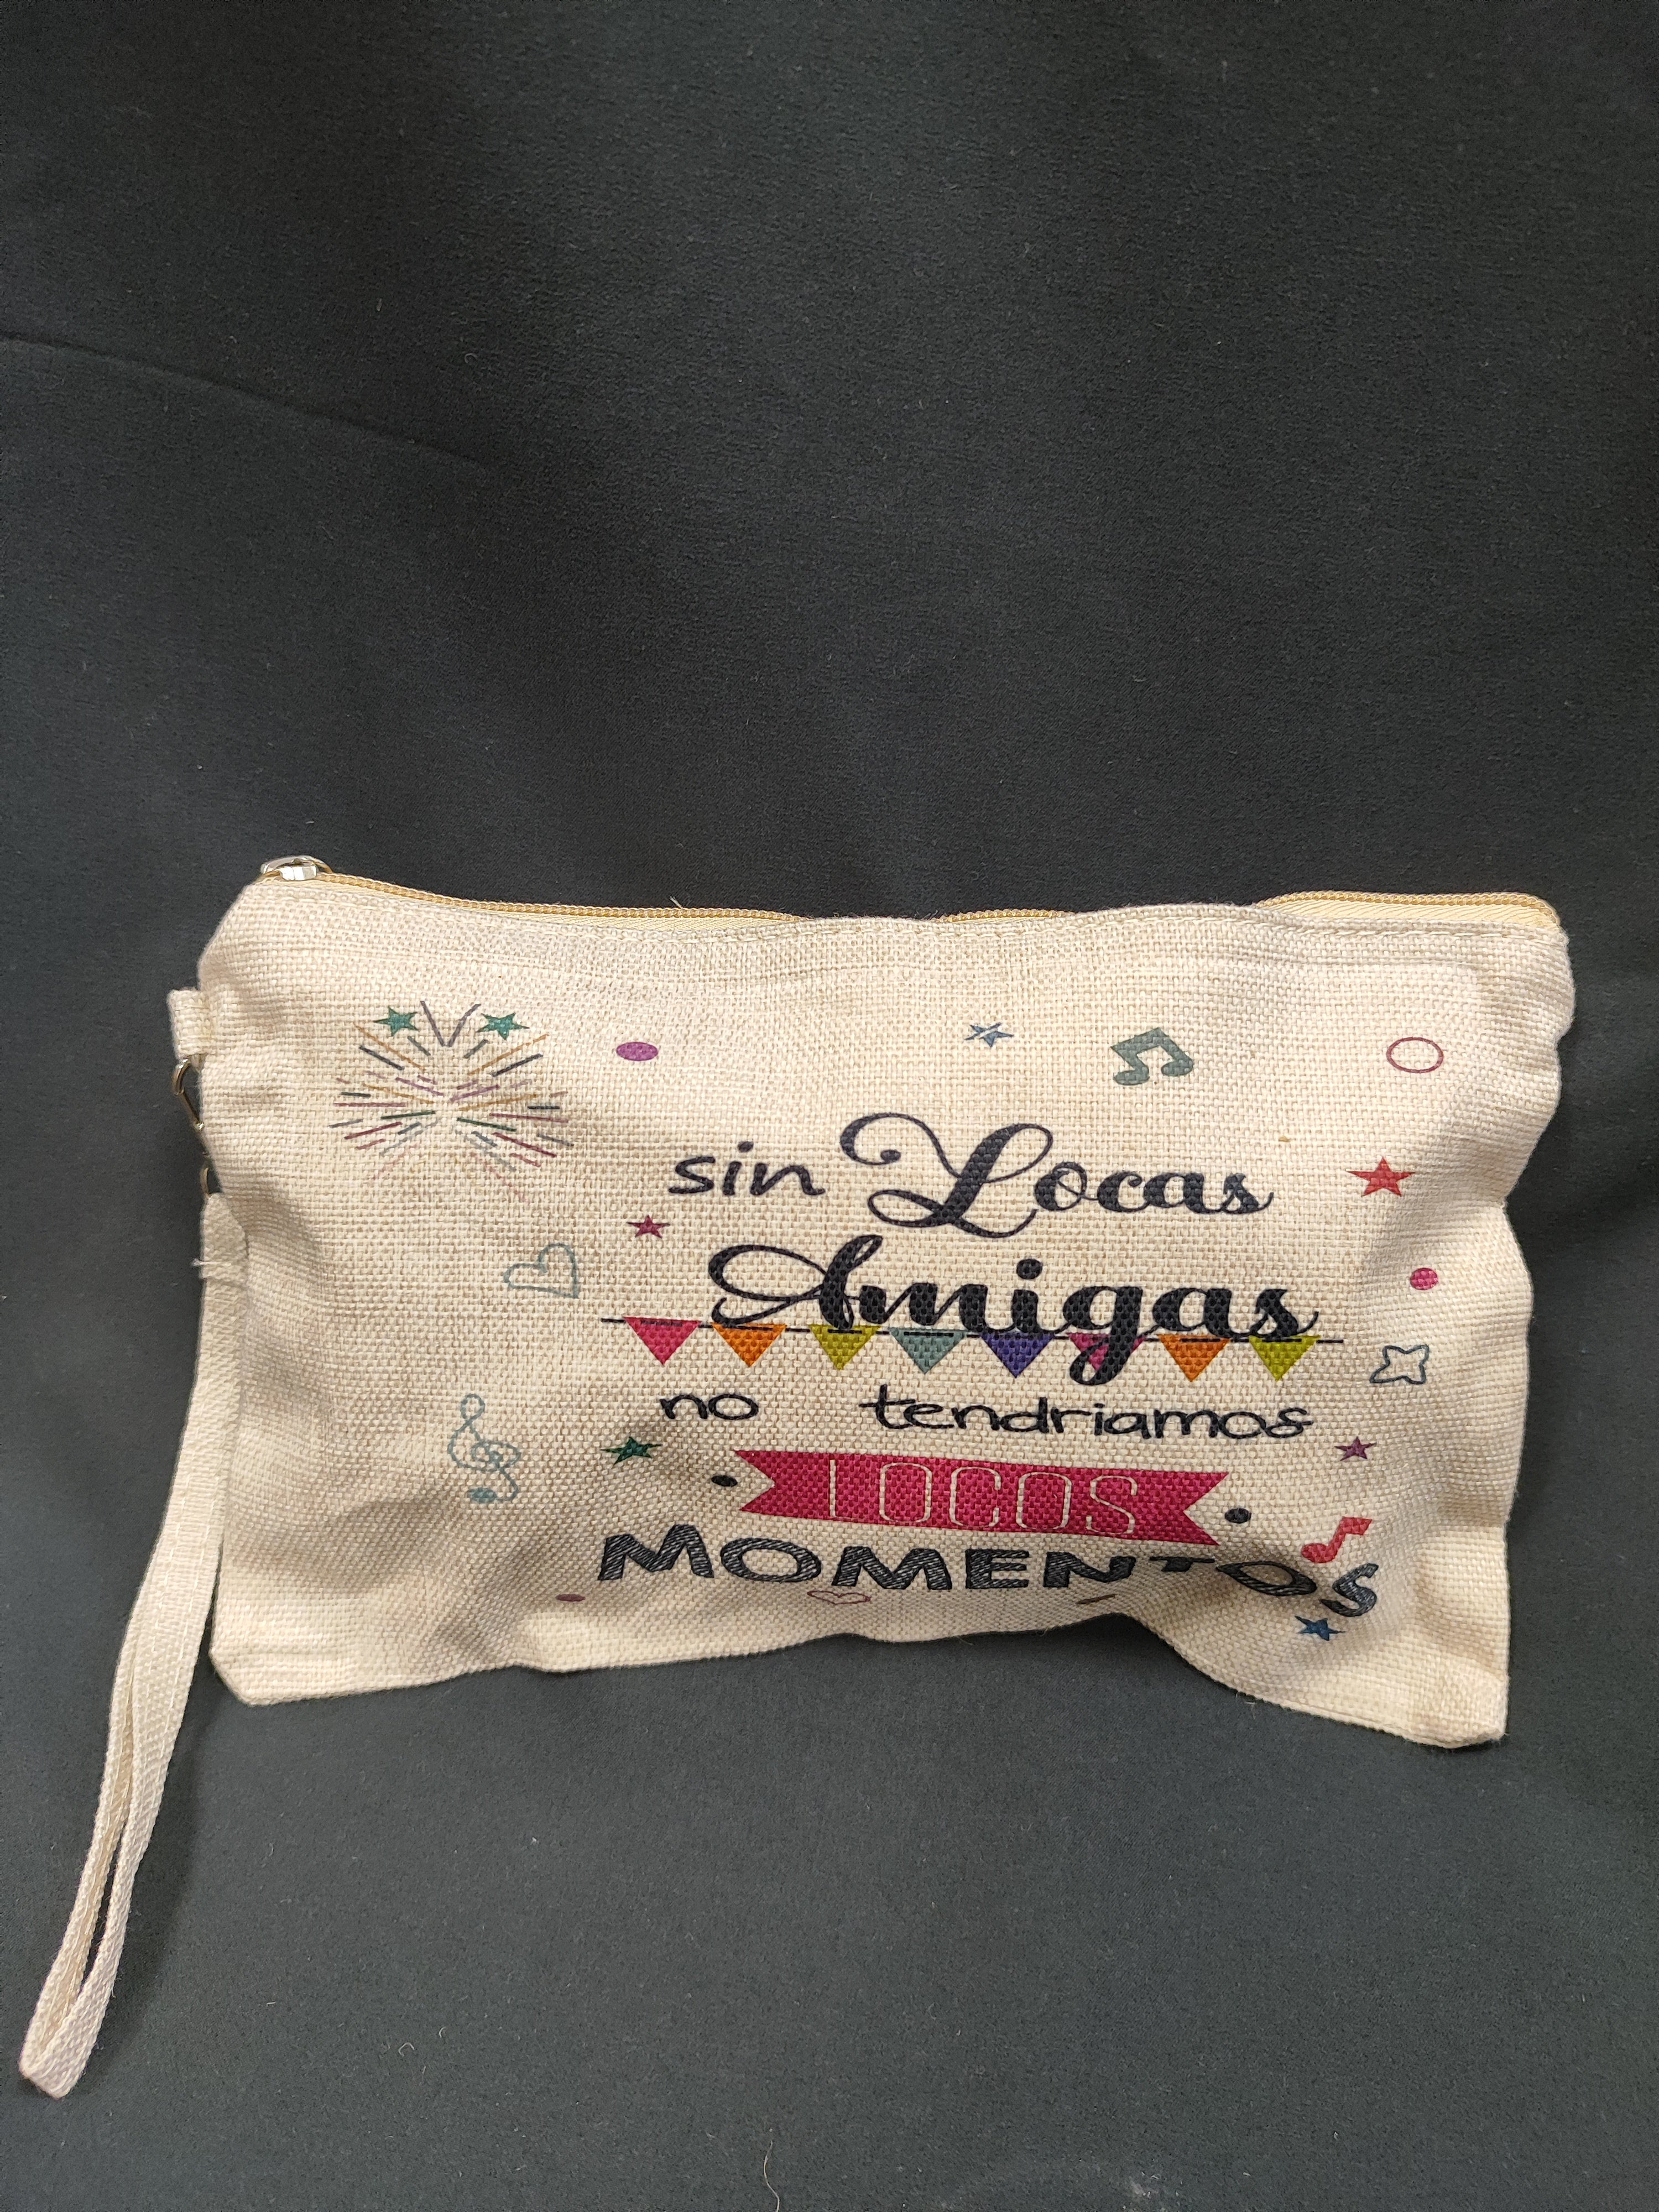 sin Locas
Amigas
no tendriamos
LOCOS
MOMENTOS